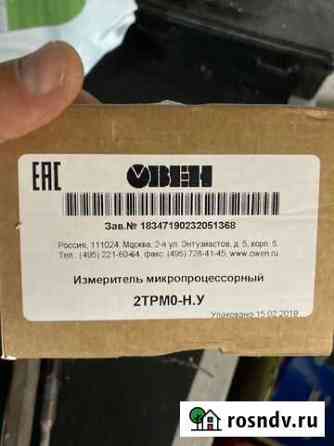 ЕАС
ОВЕН
Зав.№ 18347190232051368
Россия, 111024, Москва, 2-я ул. Энтузиастов, д. 5, корп. 5.
Тел.: (495) 221-60-64, факс: (495) 728-41-45, www.owen.ru
Измеритель микропроцессорный
2ТРМ0-Н.У
Упаковано 15.02.2019
rosndv.ru